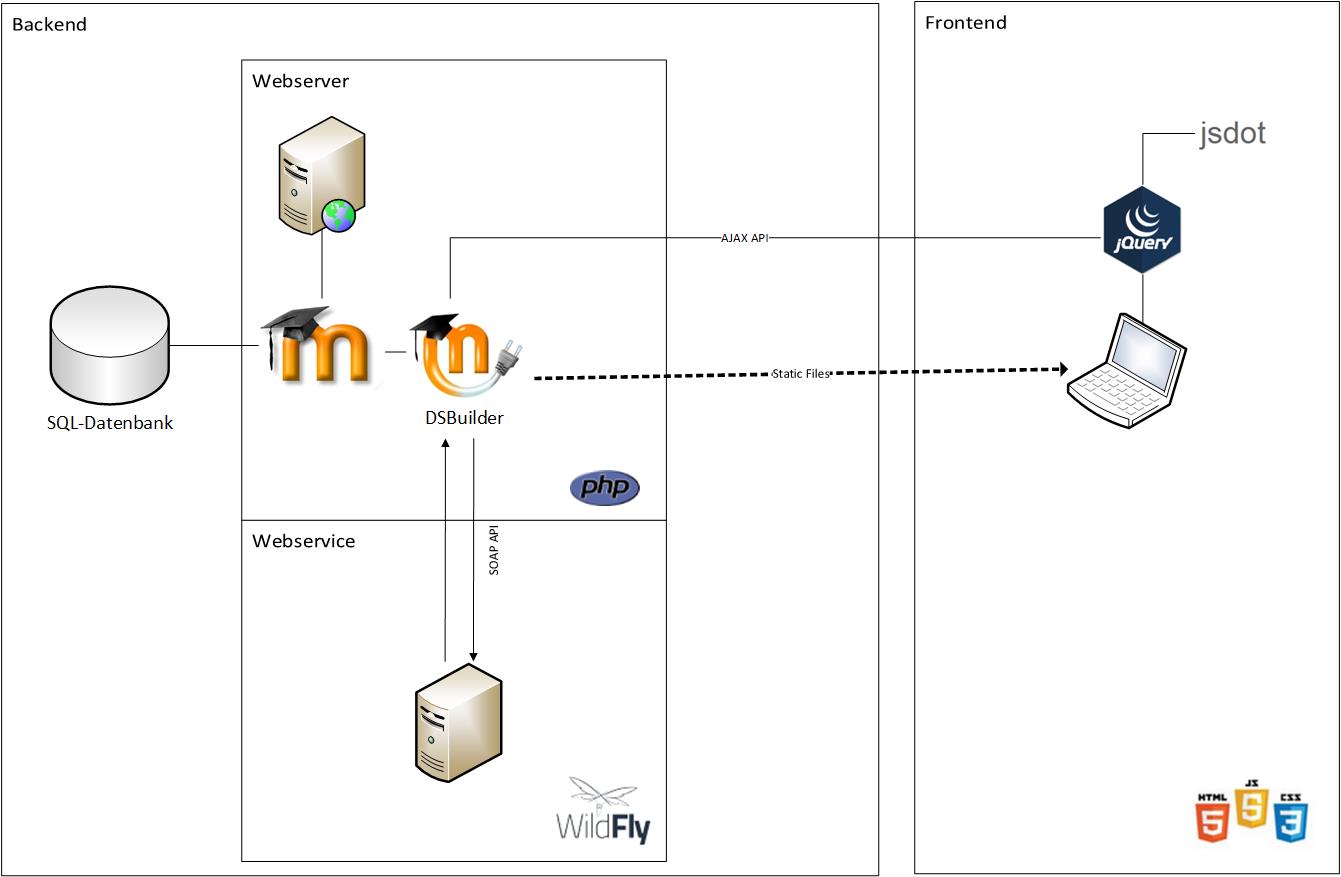 Backend
Frontend
Webserver
jsdot
AJAX API
jQuery
m
m
Static Files
DSBuilder
SQL-Datenbank
php
SOAP API
Webservice
WildFly
HTML
5
JS
5
CSS
3